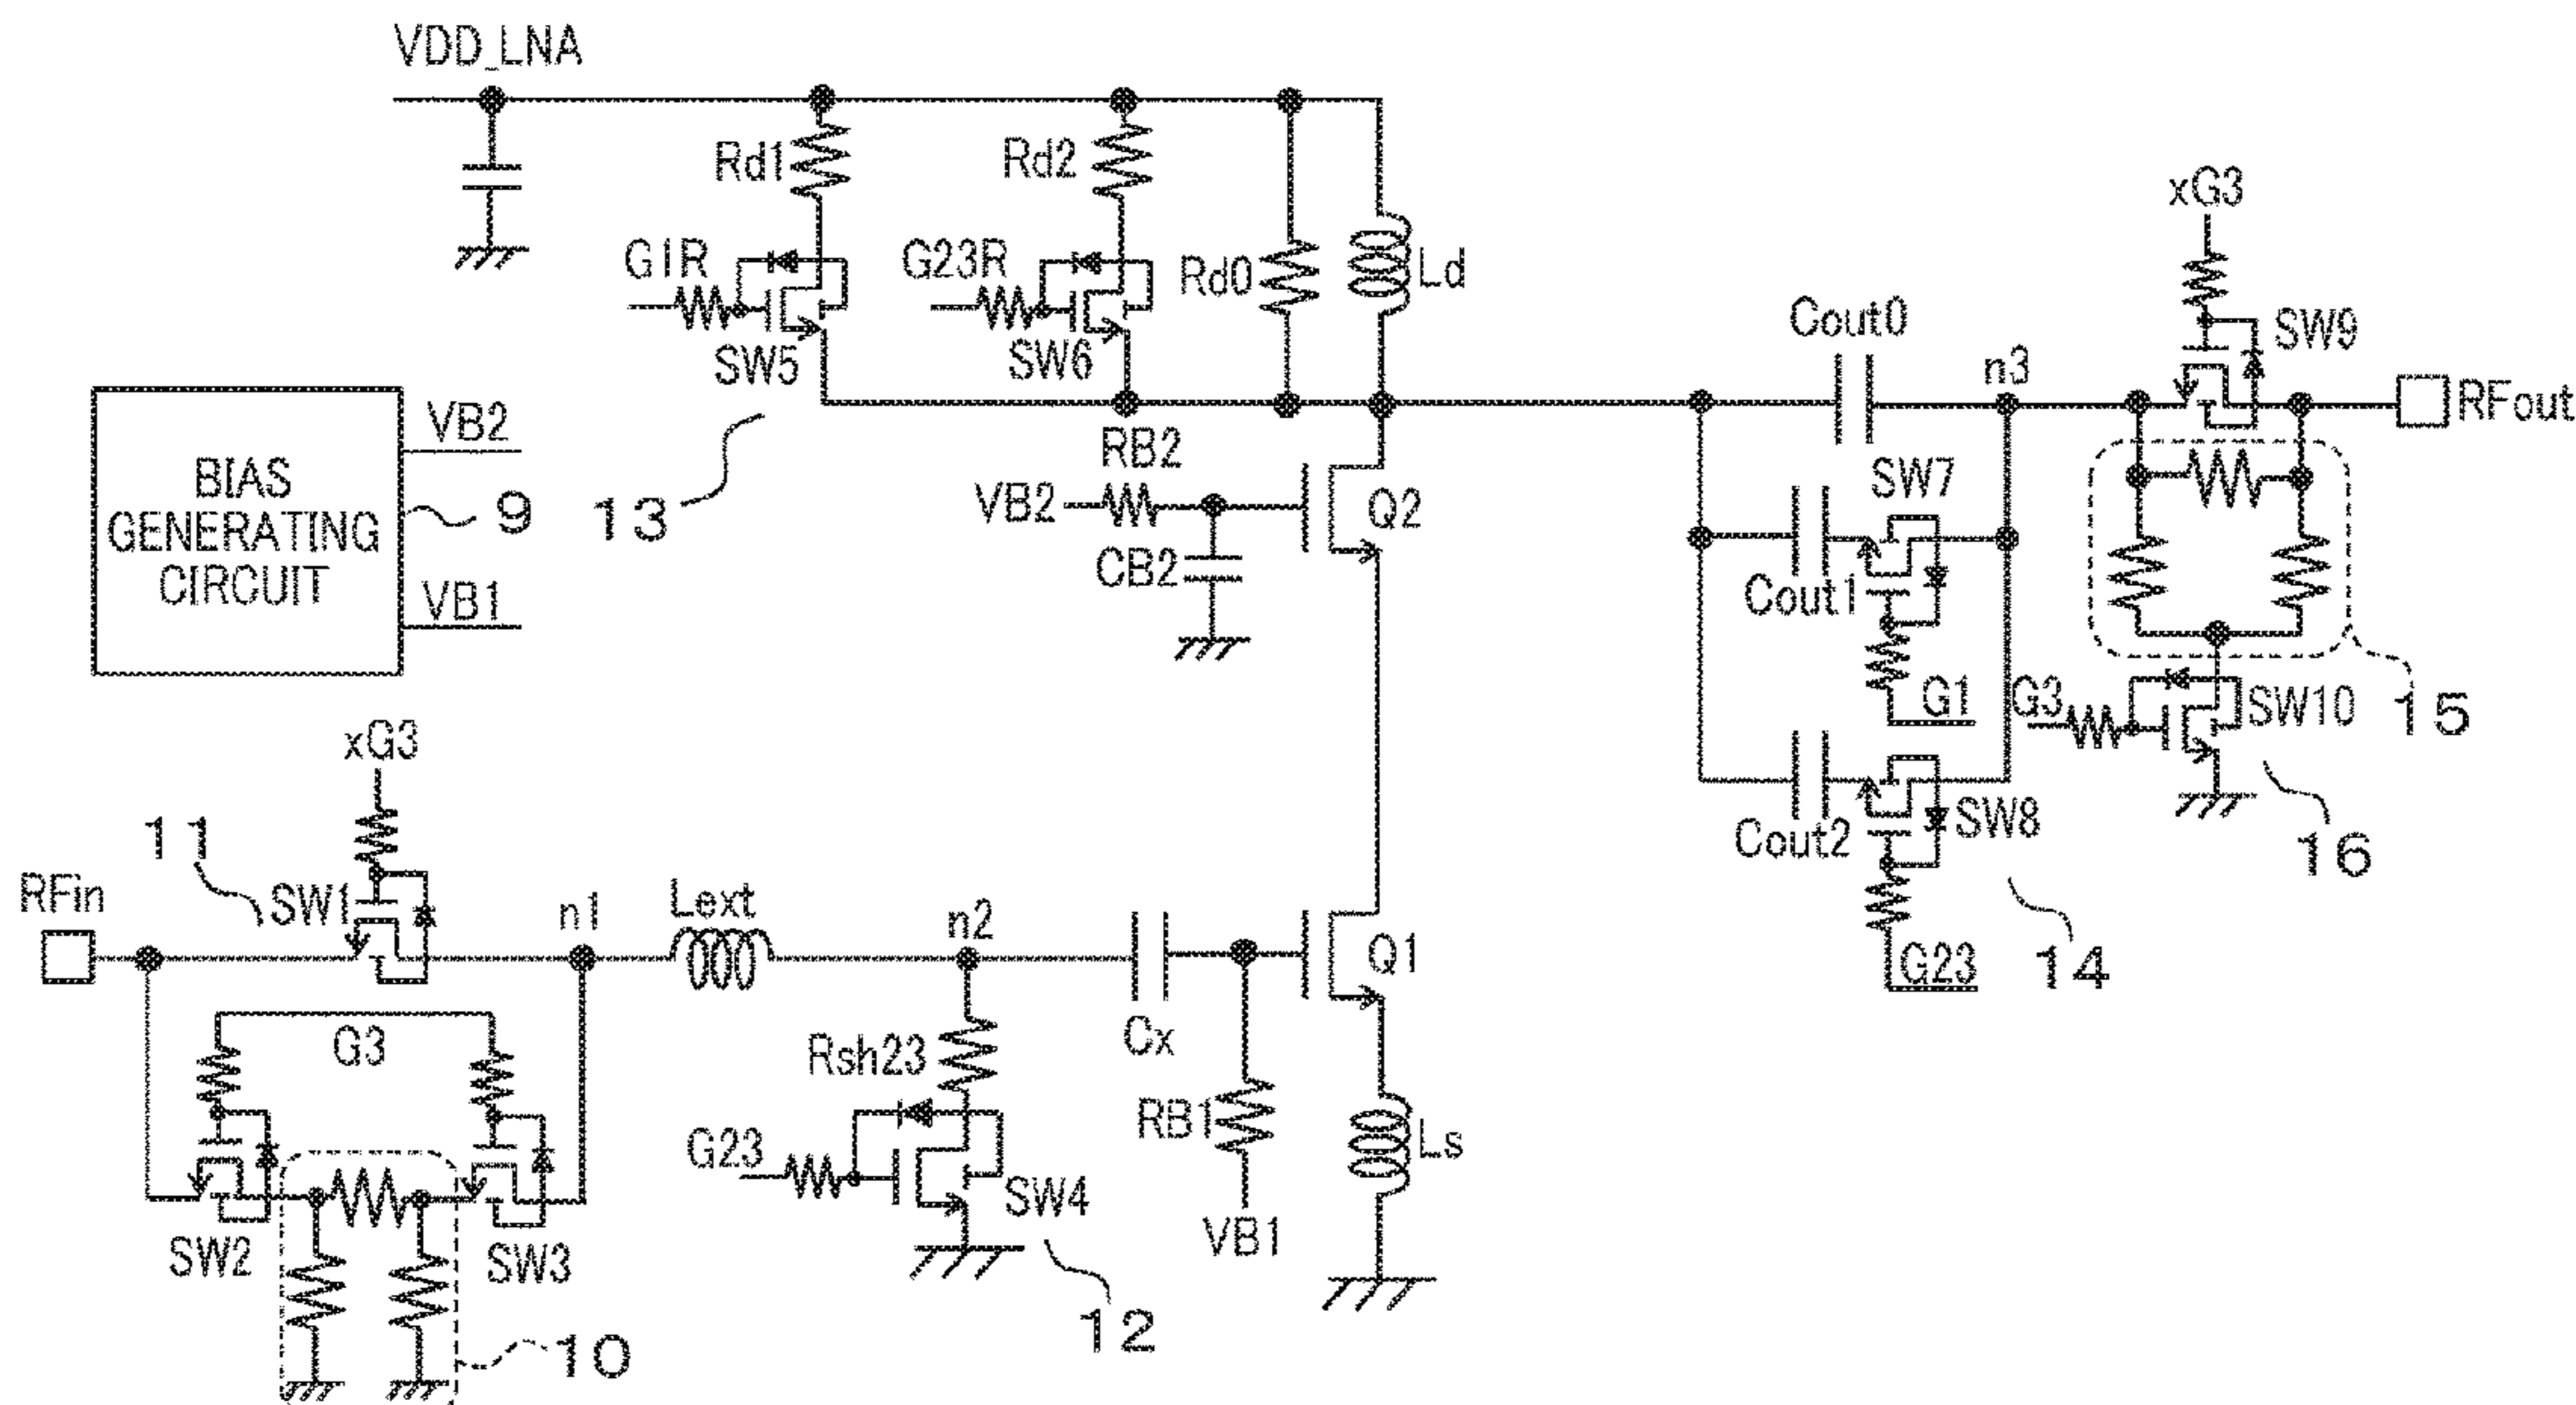 VDD_LNA
Rd1
Rd2
xG3
G1R
G23R
Rd0
Ld
Cout0
n3
SW9
SW5
SW6
RFout
VB2
BIAS
GENERATING
CIRCUIT
9
VB1
13
RB2
VB2
CB2
Q2
SW7
Cout1
G1
G3
SW10
15
xG3
11
SW1
RFin
n1
Lext
n2
Cx
Q1
Cout2
SW8
G23
14
16
G3
Rsh23
G23
SW4
RB1
VB1
Ls
SW2
SW3
10
12